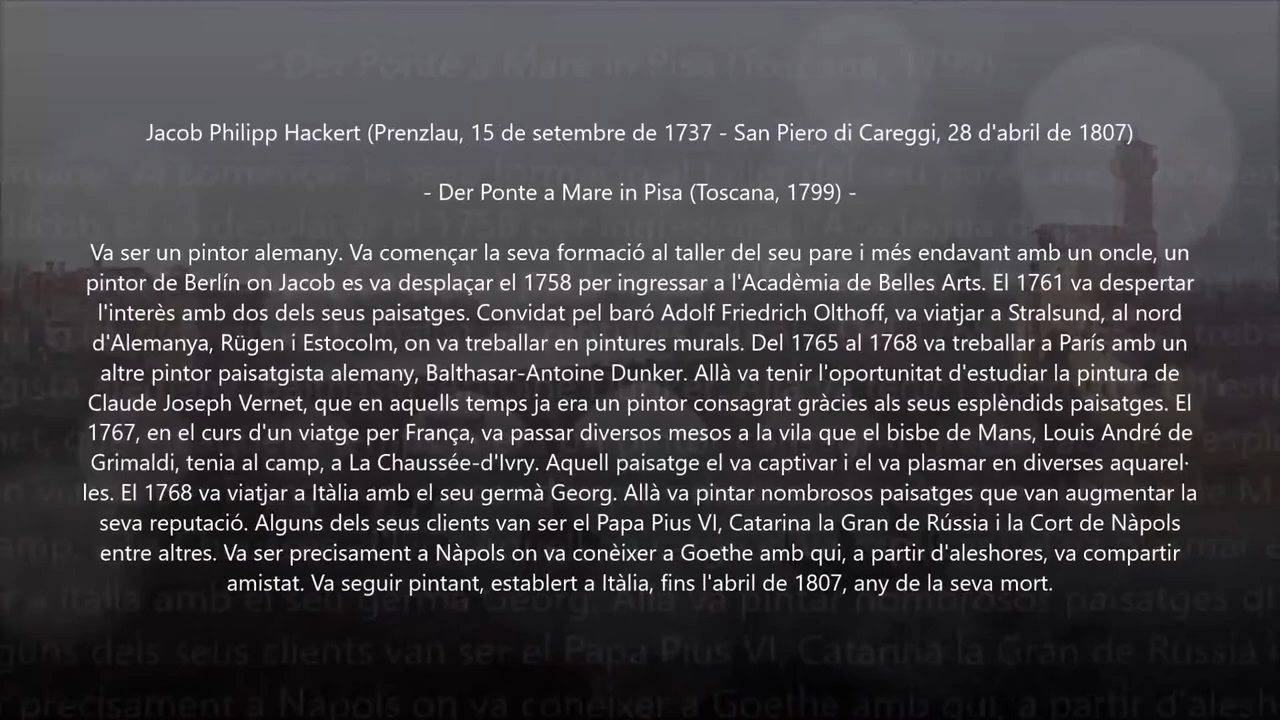 Jacob Philipp Hackert (Prenzlau, 15 de setembre de 1737 - San Piero di Careggi, 28 d'abril de 1807)
- Der Ponte a Mare in Pisa (Toscana, 1799) -
Va ser un pintor alemany. Va començar la seva formació al taller del seu pare i més endavant amb un oncle, un
pintor de Berlín on Jacob es va desplaçar el 1758 per ingressar a l'Acadèmia de Belles Arts. El 1761 va despertar
l'interès amb dos dels seus paisatges. Convidat pel baró Adolf Friedrich Olthoff, va viatjar a Stralsund, al nord
d'Alemanya, Rügen i Estocolm, on va treballar en pintures murals. Del 1765 al 1768 va treballar a París amb un
altre pintor paisatgista alemany, Balthasar-Antoine Dunker. Allà va tenir l'oportunitat d'estudiar la pintura de
Claude Joseph Vernet, que en aquells temps ja era un pintor consagrat gràcies als seus esplèndids paisatges. El
1767, en el curs d'un viatge per França, va passar diversos mesos a la vila que el bisbe de Mans, Louis André de
Grimaldi, tenia al camp, a La Chaussée-d'Ivry. Aquell paisatge el va captivar i el va plasmar en diverses aquarel·
les. El 1768 va viatjar a Itàlia amb el seu germà Georg. Allà va pintar nombrosos paisatges que van augmentar la
seva reputació. Alguns dels seus clients van ser el Papa Pius VI, Catarina la Gran de Rússia i la Cort de Nàpols
entre altres. Va ser precisament a Nàpols on va conèixer a Goethe amb qui, a partir d'aleshores, va compartir
amistat. Va seguir pintant, establert a Itàlia, fins l'abril de 1807, any de la seva mort.